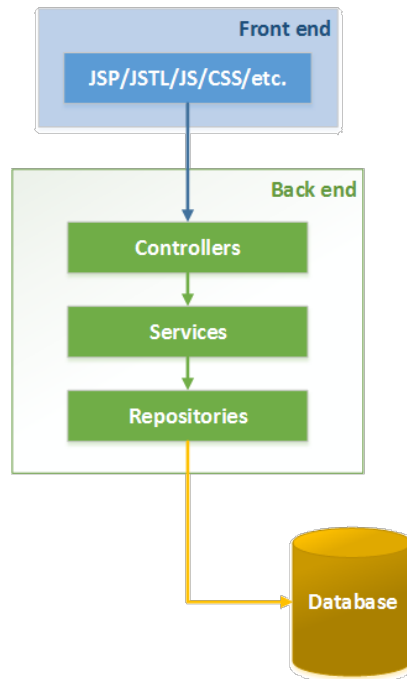 Front end
JSP/JSTL/JS/CSS/etc.
Back end
Controllers
Services
Repositories
Database